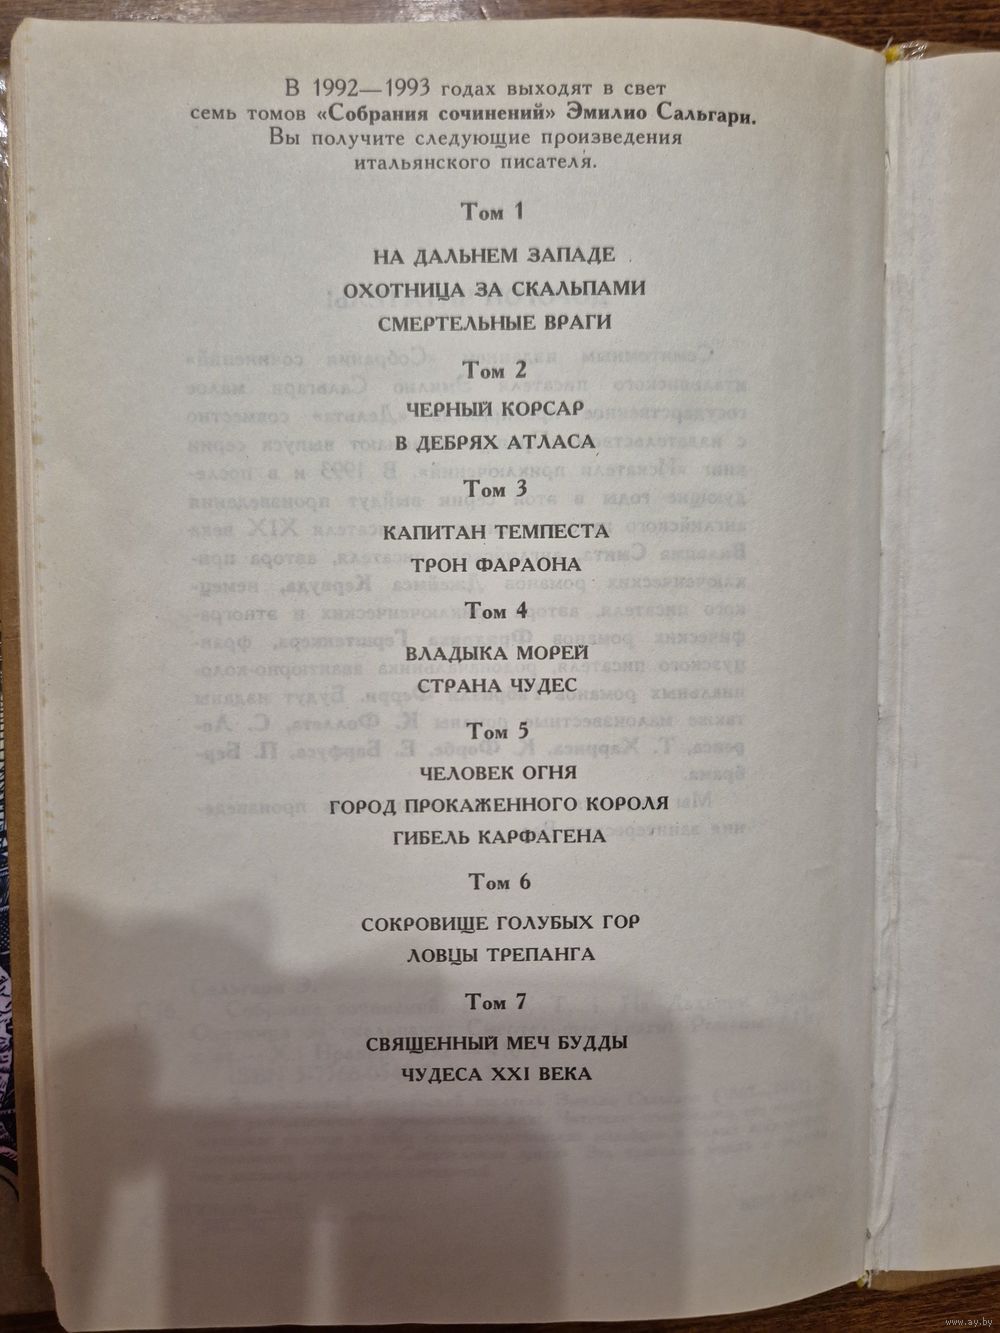 В 1992—1993 годах выходят в свет
семь томов «Собрания сочинений» Эмилио Сальгари.
Вы получите следующие произведения
итальянского писателя.
Том 1
НА ДАЛЬНЕМ ЗАПАДЕ
ОХОТНИЦА ЗА СКАЛЬПАМИ
СМЕРТЕЛЬНЫЕ ВРАГИ
Том 2
ЧЕРНЫЙ КОРСАР
В ДЕБРЯХ АТЛАСА
Том 3
КАПИТАН ТЕМПЕСТА
ТРОН ФАРАОНА
Том 4
ВЛАДЫКА МОРЕЙ
СТРАНА ЧУДЕС
Том 5
ЧЕЛОВЕК ОГНЯ
ГОРОД ПРОКАЖЕННОГО КОРОЛЯ
ГИБЕЛЬ КАРФАГЕНА
Том 6
СОКРОВИЩЕ ГОЛУБЫХ ГОР
ЛОВЦЫ ТРЕПАНГА
Том 7
СВЯЩЕННЫЙ МЕЧ БУДДЫ
ЧУДЕСА XXI ВЕКА
www.ay.by